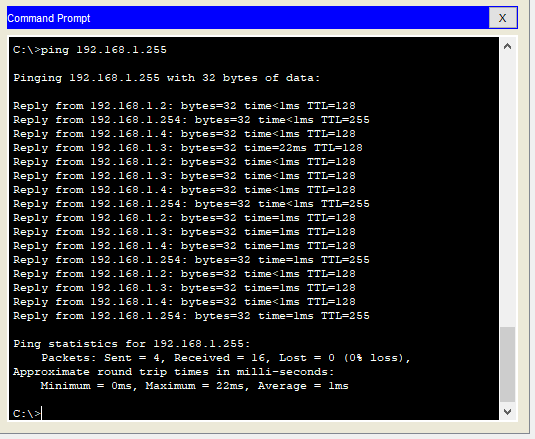 Command Prompt
X
C:\>ping 192.168.1.255
Pinging 192.168.1.255 with 32 bytes of data:
Reply from 192.168.1.2: bytes=32 time<1ms TTL=128
Reply from 192.168.1.254: bytes=32 time<1ms TTL=255
Reply from 192.168.1.4: bytes=32 time<1ms TTL=128
Reply from 192.168.1.3: bytes=32 time=22ms TTL=128
Reply from 192.168.1.2: bytes=32 time<1ms TTL=128
Reply from 192.168.1.3: bytes=32 time<1ms TTL=128
Reply from 192.168.1.4: bytes=32 time<1ms TTL=128
Reply from 192.168.1.254: bytes=32 time<1ms TTL=255
Reply from 192.168.1.2: bytes=32 time=1ms TTL=128
Reply from 192.168.1.3: bytes=32 time=1ms TTL=128
Reply from 192.168.1.4: bytes=32 time=1ms TTL=128
Reply from 192.168.1.254: bytes=32 time=1ms TTL=255
Reply from 192.168.1.2: bytes=32 time<1ms TTL=128
Reply from 192.168.1.3: bytes=32 time=1ms TTL=128
Reply from 192.168.1.4: bytes=32 time<1ms TTL=128
Reply from 192.168.1.254: bytes=32 time=1ms TTL=255
Ping statistics for 192.168.1.255:
Packets: Sent = 4, Received = 16, Lost = 0 (0% loss),
Approximate round trip times in milli-seconds:
Minimum = 0ms, Maximum = 22ms, Average = 1ms
C:\>